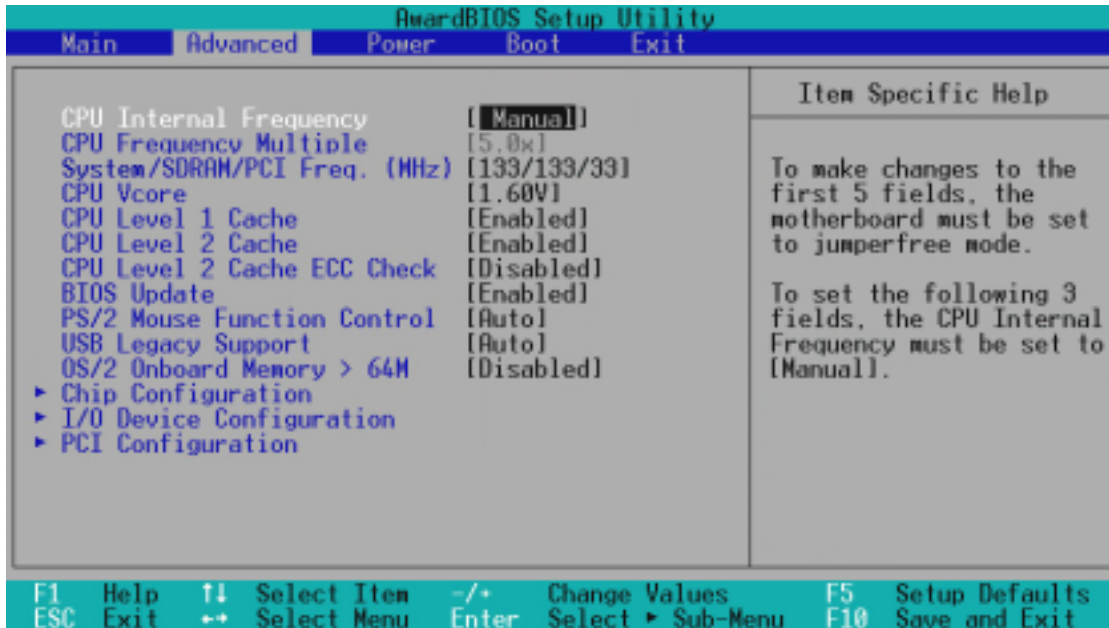 AwardBIOS Setup Utility
Main Advanced Power Boot Exit
Item Specific Help
CPU Internal Frequency [ Manual]]
CPU Frequency Multiple [5.0x]
System/SDRAM/PCI Freq. (MHz) [133/133/33]
CPU Vcore [1.60V]
CPU Level 1 Cache [Enabled]
CPU Level 2 Cache [Enabled]
CPU Level 2 Cache ECC Check [Disabled]
BIOS Update [Enabled]
PS/2 Mouse Function Control [Auto]
USB Legacy Support [Auto]
OS/2 Onboard Memory > 64M [Disabled]
► Chip Configuration
► I/O Device Configuration
► PCI Configuration
To make changes to the
first 5 fields, the
motherboard must be set
to jumperfree mode.
To set the following 3
fields, the CPU Internal
Frequency must be set to
[Manual].
F1 Help ↑↓ Select Item -/+ Change Values F5 Setup Defaults
ESC Exit ←→ Select Menu Enter Select ► Sub-Menu F10 Save and Exit